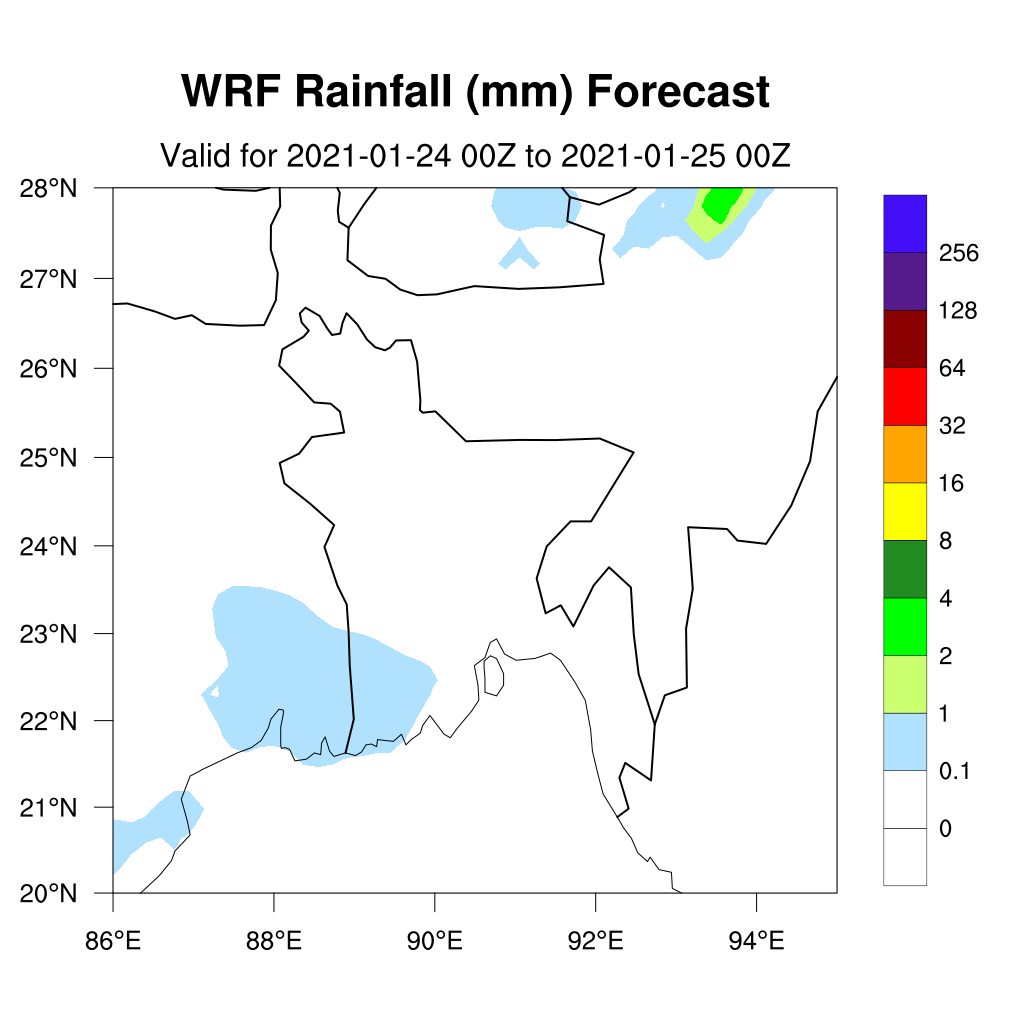 WRF Rainfall (mm) Forecast
Valid for 2021-01-24 00Z to 2021-01-25 00Z
28°N
27°N
26°N
25°N
24°N
23°N
22°N
21°N
20°N
86°E
88°E
90°E
92°E
94°E
256
128
64
32
16
8
4
2
1
0.1
0